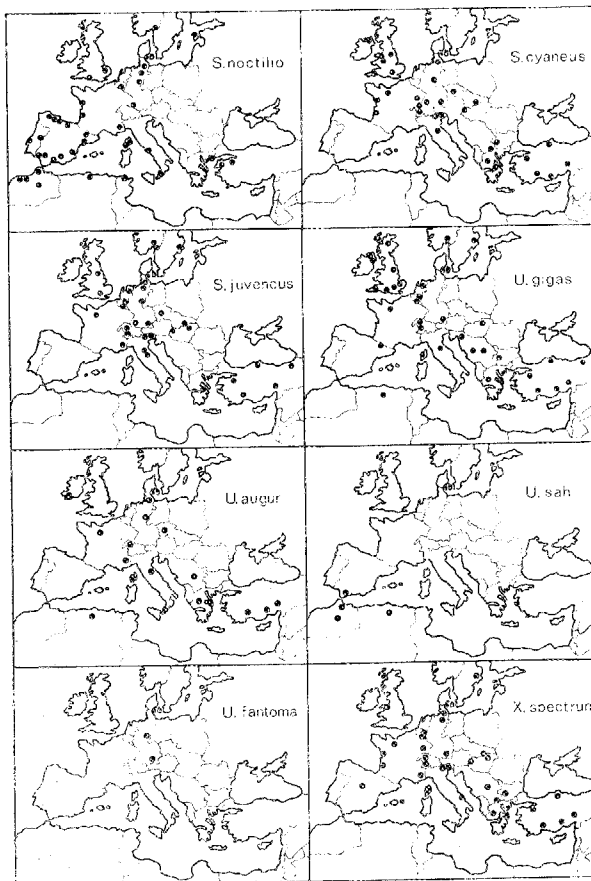 S. noctilio
S. cyaneus
S. juvencus
U. gigas
U. augur
U. sah
U. fantoma
X. spectrum